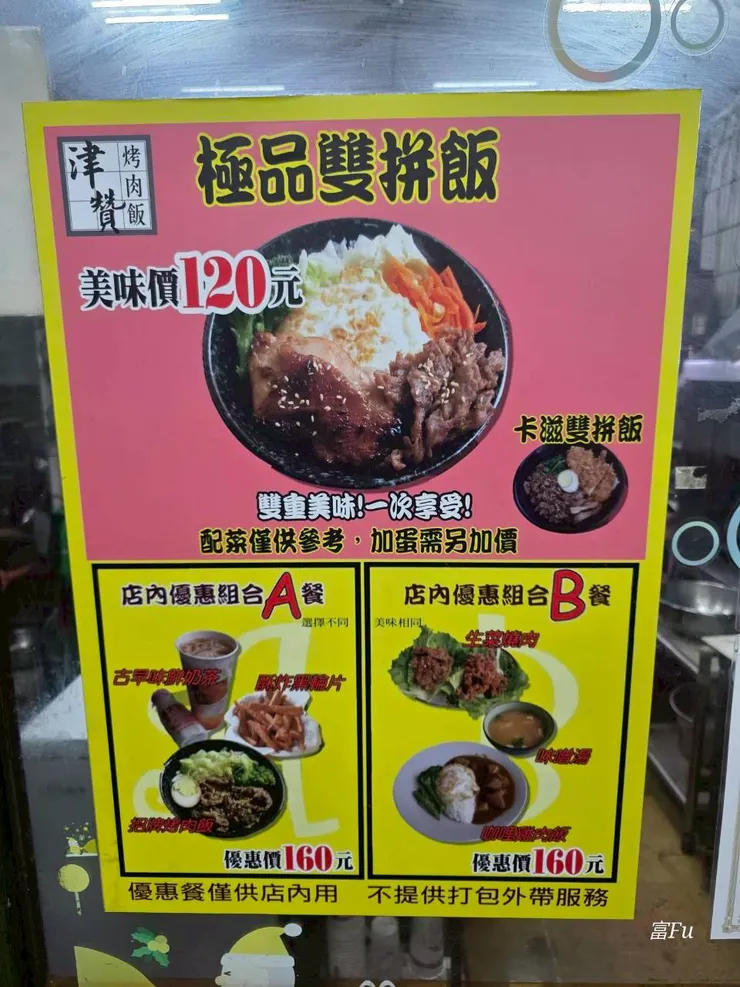 津贊
烤肉飯
極品雙拼飯
美味價120元
卡滋雙拼飯
雙重美味!一次享受!
配菜僅供參考，加蛋需另加價
店內優惠組合A餐
選擇不同
古早味鮮奶茶
酥炸黑輪片
招牌烤肉飯
優惠價160元
店內優惠組合B餐
美味相同
生菜燒肉
味噌湯
咖哩雞肉飯
優惠價160元
優惠餐僅供店內用 不提供打包外帶服務
富Fu